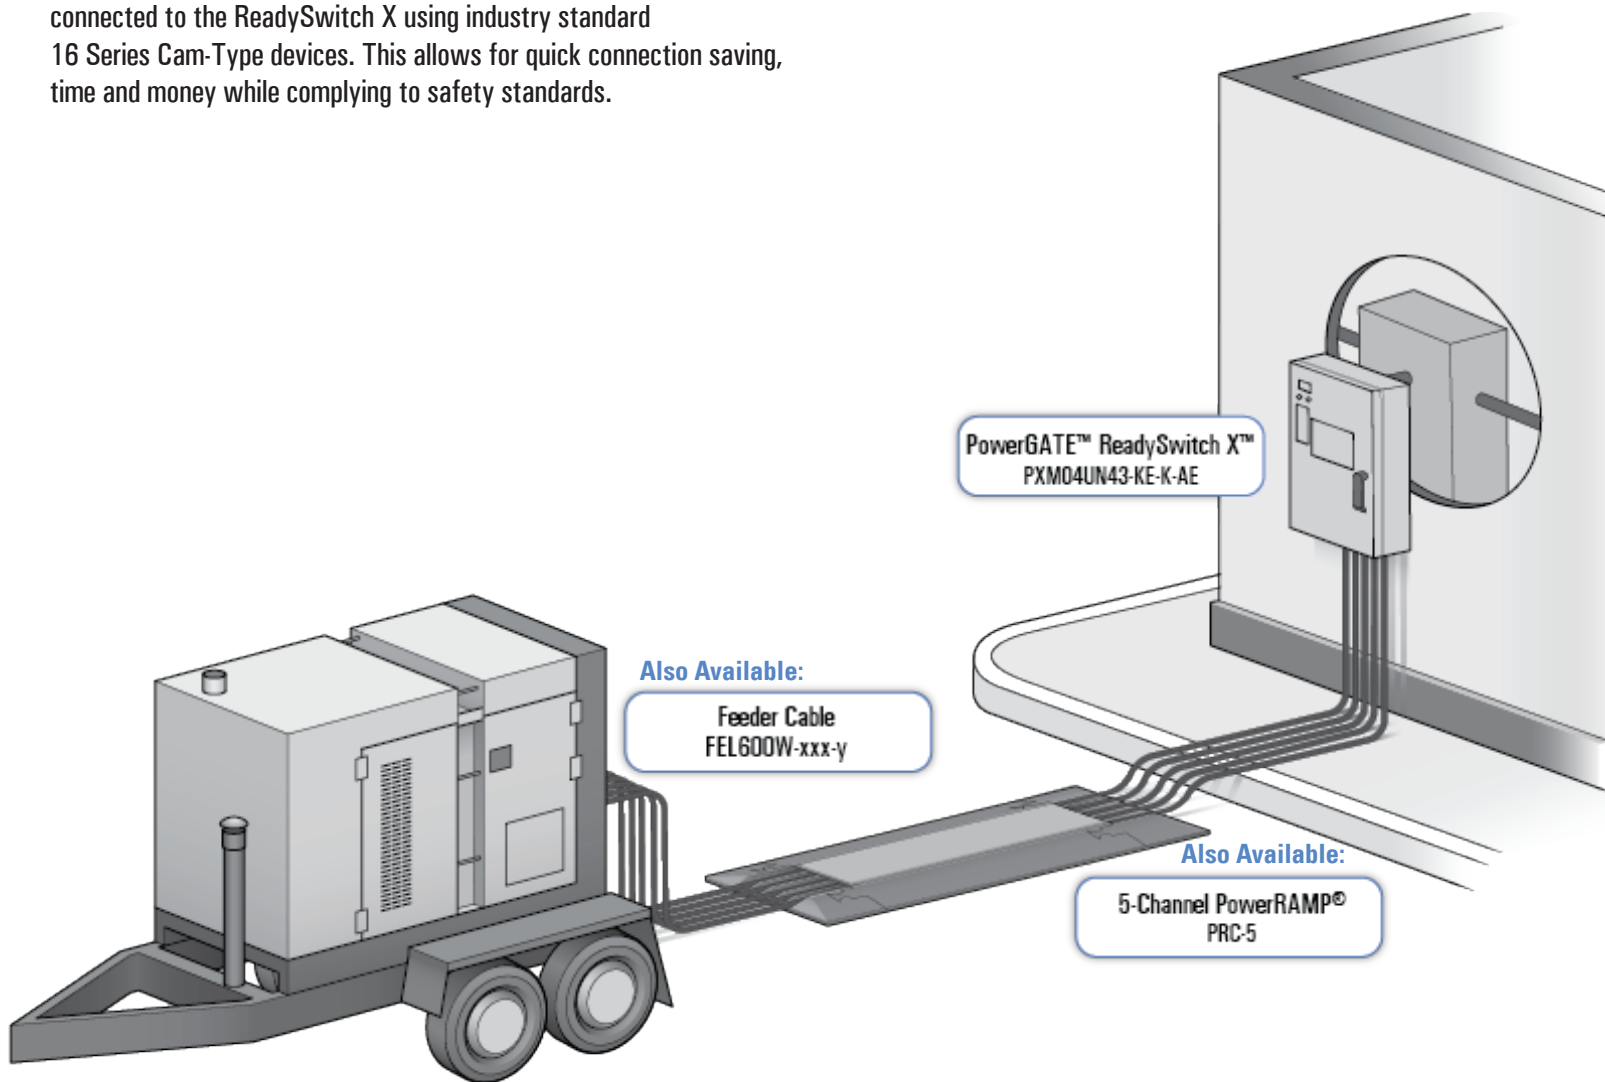 connected to the ReadySwitch X using industry standard
16 Series Cam-Type devices. This allows for quick connection saving,
time and money while complying to safety standards.
PowerGATE™ ReadySwitch X™
PXM04UN43-KE-K-AE
Also Available:
Feeder Cable
FEL600W-xxx-y
Also Available:
5-Channel PowerRAMP®
PRC-5